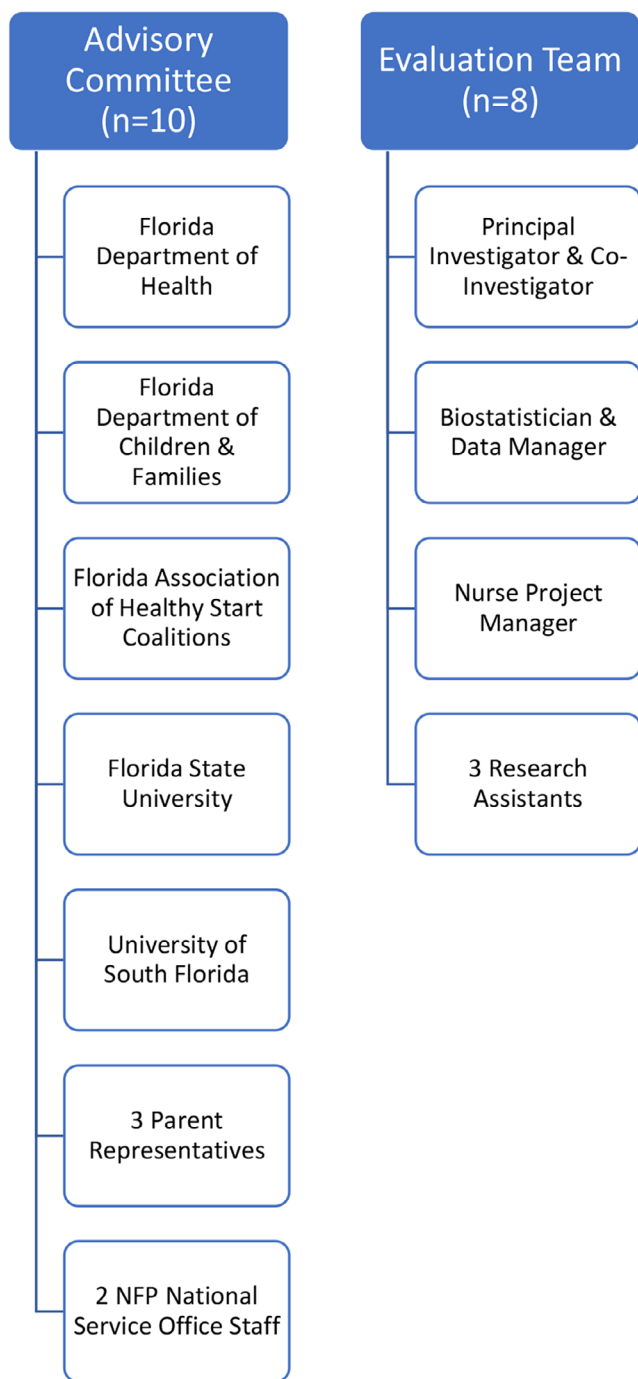 Advisory
Committee
(n=10)
Florida
Department of
Health
Florida
Department of
Children &
Families
Florida Association
of Healthy Start
Coalitions
Florida State
University
University of
South Florida
3 Parent
Representatives
2 NFP National
Service Office Staff
Evaluation Team
(n=8)
Principal
Investigator & Co-
Investigator
Biostatistician &
Data Manager
Nurse Project
Manager
3 Research
Assistants